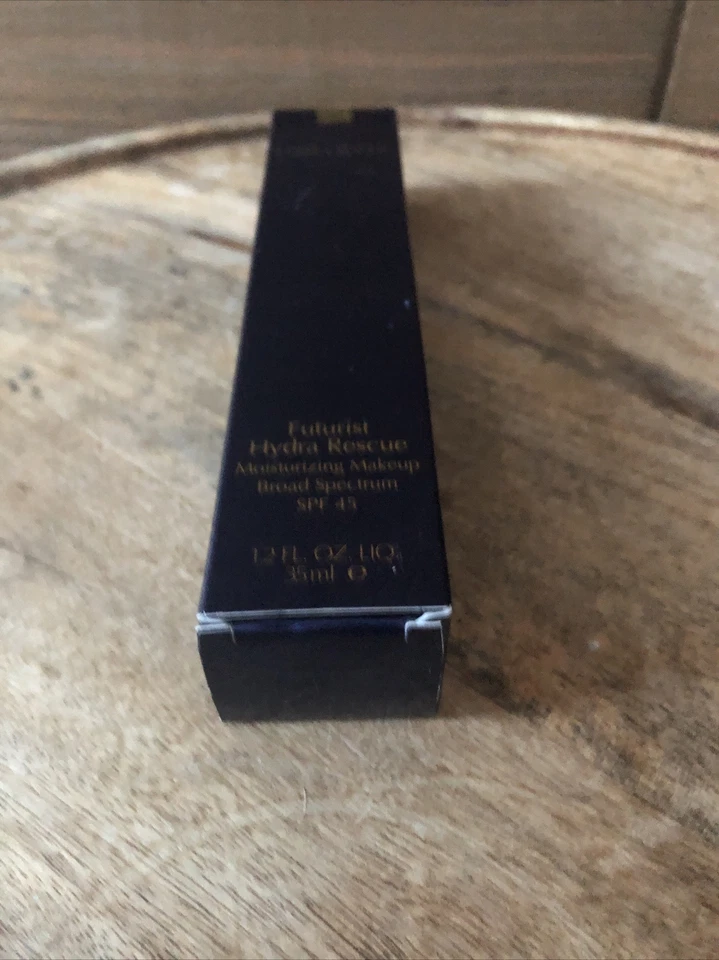 Futurist
Hydra Rescue
Moisturizing Makeup
Broad Spectrum
SPF 45
1.2 FL. OZ. LIQ.
35ml ℮